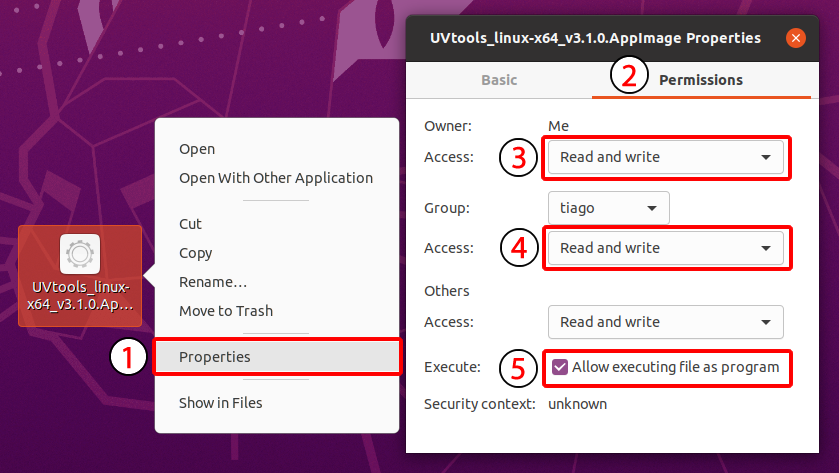 UVtools_linux-
x64_v3.1.0.Ap...
Open
Open With Other Application
Cut
Copy
Rename...
Move to Trash
1
Properties
Show in Files
UVtools_linux-x64_v3.1.0.AppImage Properties
Basic
2
Permissions
Owner: Me
Access: 3 Read and write
Group: tiago
Access: 4 Read and write
Others
Access: Read and write
Execute: 5 Allow executing file as program
Security context: unknown